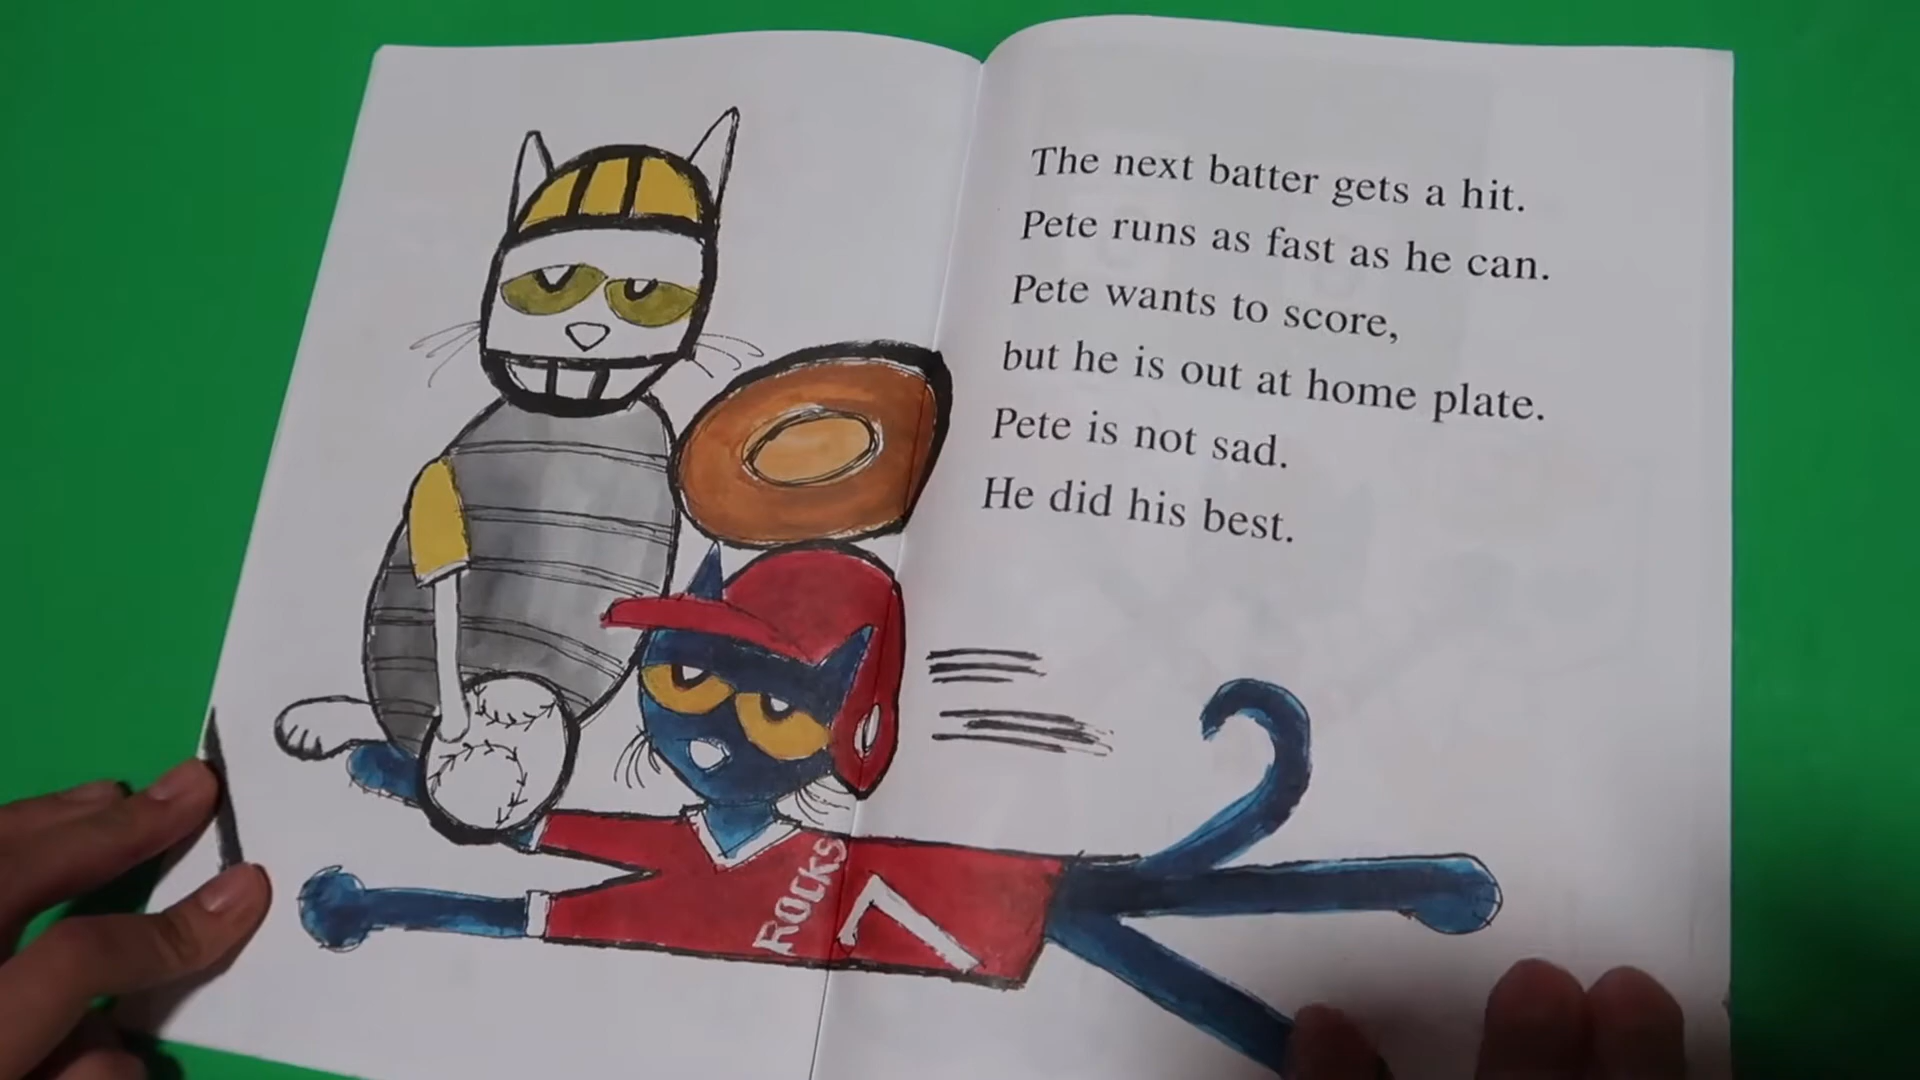 The next batter gets a hit.
Pete runs as fast as he can.
Pete wants to score,
but he is out at home plate.
Pete is not sad.
He did his best.
ROCKS
7